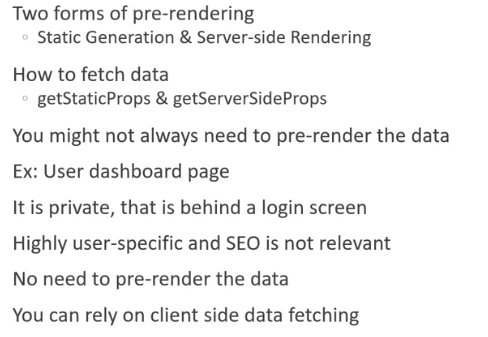 Two forms of pre-rendering
◦ Static Generation & Server-side Rendering
How to fetch data
◦ getStaticProps & getServerSideProps
You might not always need to pre-render the data
Ex: User dashboard page
It is private, that is behind a login screen
Highly user-specific and SEO is not relevant
No need to pre-render the data
You can rely on client side data fetching